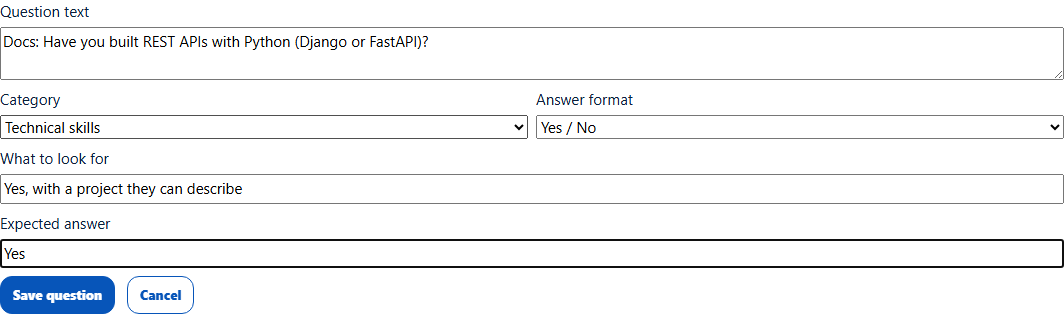 Question text
Docs: Have you built REST APIs with Python (Django or FastAPI)?
Category
Answer format
Technical skills
Yes / No
What to look for
Yes, with a project they can describe
Expected answer
Yes
Save question
Cancel